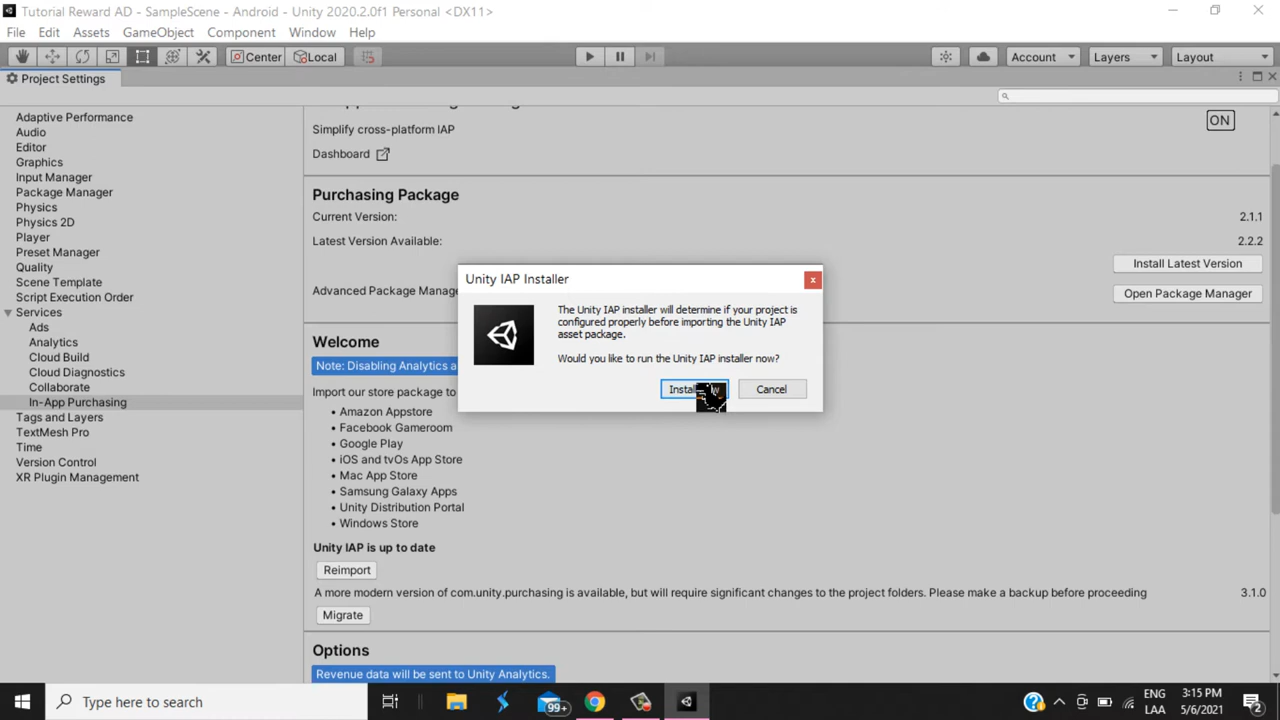 Tutorial Reward AD - SampleScene - Android - Unity 2020.2.0f1 Personal <DX11>
File Edit Assets GameObject Component Window Help
Center Local Account Layers Layout
Project Settings
Adaptive Performance
Audio
Editor
Graphics
Input Manager
Package Manager
Physics
Physics 2D
Player
Preset Manager
Quality
Scene Template
Script Execution Order
Services
Ads
Analytics
Cloud Build
Cloud Diagnostics
Collaborate
In-App Purchasing
Tags and Layers
TextMesh Pro
Time
Version Control
XR Plugin Management
Simplify cross-platform IAP
ON
Dashboard
Purchasing Package
Current Version: 2.1.1
Latest Version Available: 2.2.2
Install Latest Version
Advanced Package Manag
Open Package Manager
Unity IAP Installer
The Unity IAP installer will determine if your project is
configured properly before importing the Unity IAP
asset package.
Would you like to run the Unity IAP installer now?
Cancel
Welcome
Note: Disabling Analytics a
Import our store package to
• Amazon Appstore
• Facebook Gameroom
• Google Play
• iOS and tvOs App Store
• Mac App Store
• Samsung Galaxy Apps
• Unity Distribution Portal
• Windows Store
Unity IAP is up to date
Reimport
A more modern version of com.unity.purchasing is available, but will require significant changes to the project folders. Please make a backup before proceeding 3.1.0
Migrate
Options
Revenue data will be sent to Unity Analytics.
Type here to search
99+
ENG
LAA
3:15 PM
5/6/2021
2